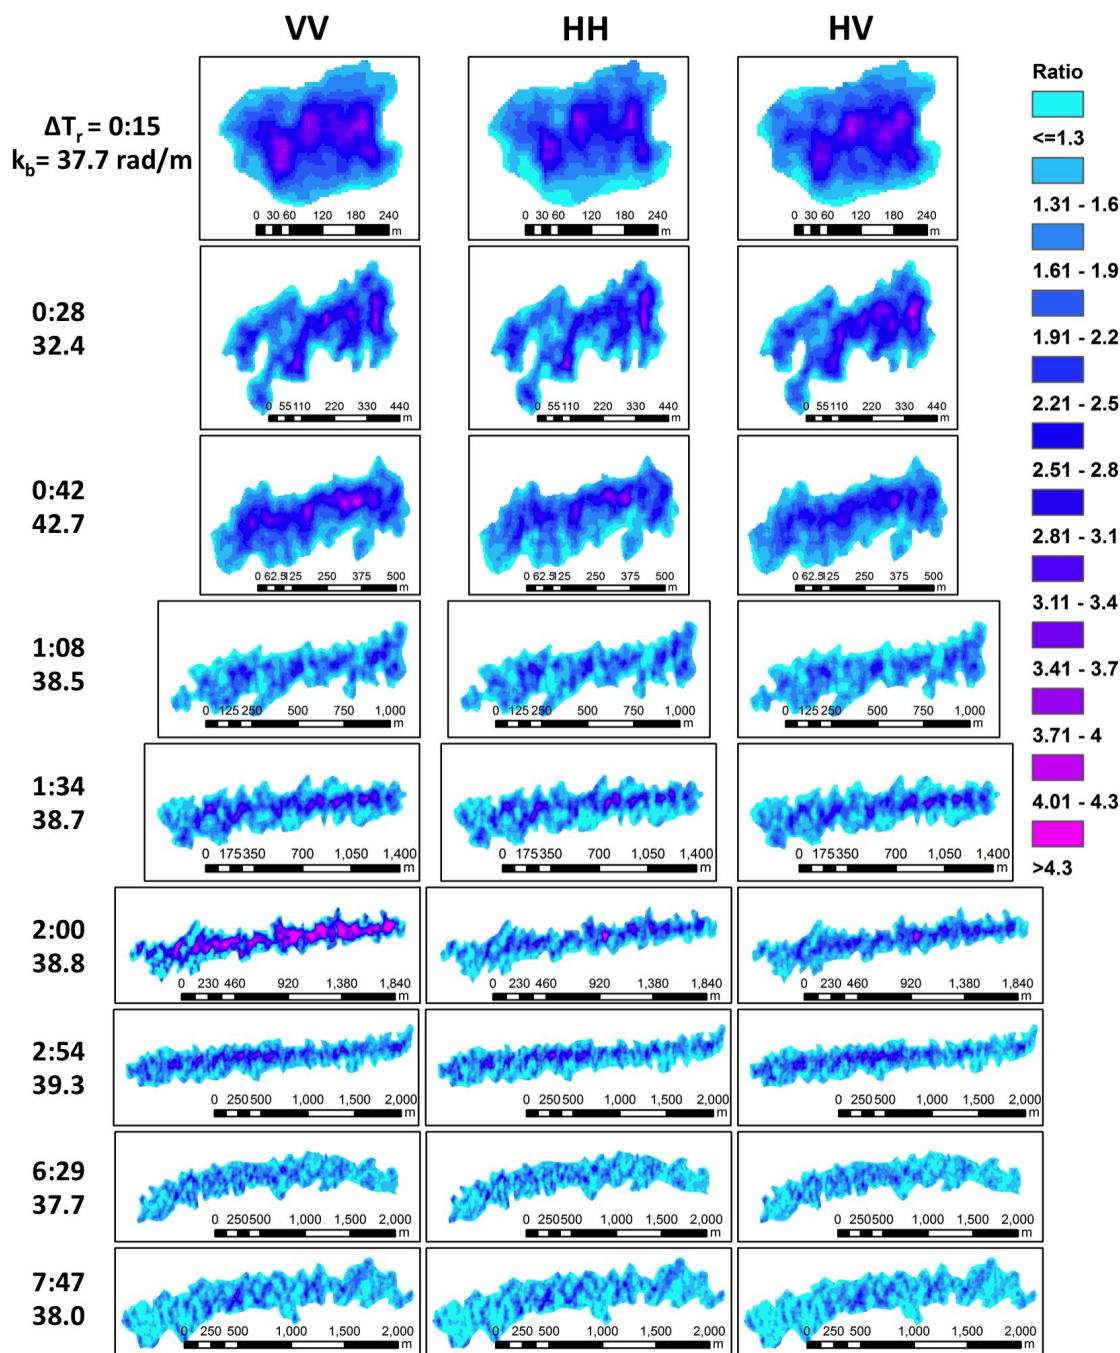 VV HH HV
ΔTr = 0:15
kb= 37.7 rad/m
0 30 60 120 180 240 m
0 30 60 120 180 240 m
0 30 60 120 180 240 m
0:28
32.4
0 55 110 220 330 440 m
0 55 110 220 330 440 m
0 55 110 220 330 440 m
0:42
42.7
0 62.5 125 250 375 500 m
0 62.5 125 250 375 500 m
0 62.5 125 250 375 500 m
1:08
38.5
0 125 250 500 750 1,000 m
0 125 250 500 750 1,000 m
0 125 250 500 750 1,000 m
1:34
38.7
0 175 350 700 1,050 1,400 m
0 175 350 700 1,050 1,400 m
0 175 350 700 1,050 1,400 m
2:00
38.8
0 230 460 920 1,380 1,840 m
0 230 460 920 1,380 1,840 m
0 230 460 920 1,380 1,840 m
2:54
39.3
0 250 500 1,000 1,500 2,000 m
0 250 500 1,000 1,500 2,000 m
0 250 500 1,000 1,500 2,000 m
6:29
37.7
0 250 500 1,000 1,500 2,000 m
0 250 500 1,000 1,500 2,000 m
0 250 500 1,000 1,500 2,000 m
7:47
38.0
0 250 500 1,000 1,500 2,000 m
0 250 500 1,000 1,500 2,000 m
0 250 500 1,000 1,500 2,000 m
Ratio
<=1.3
1.31 - 1.6
1.61 - 1.9
1.91 - 2.2
2.21 - 2.5
2.51 - 2.8
2.81 - 3.1
3.11 - 3.4
3.41 - 3.7
3.71 - 4
4.01 - 4.3
>4.3